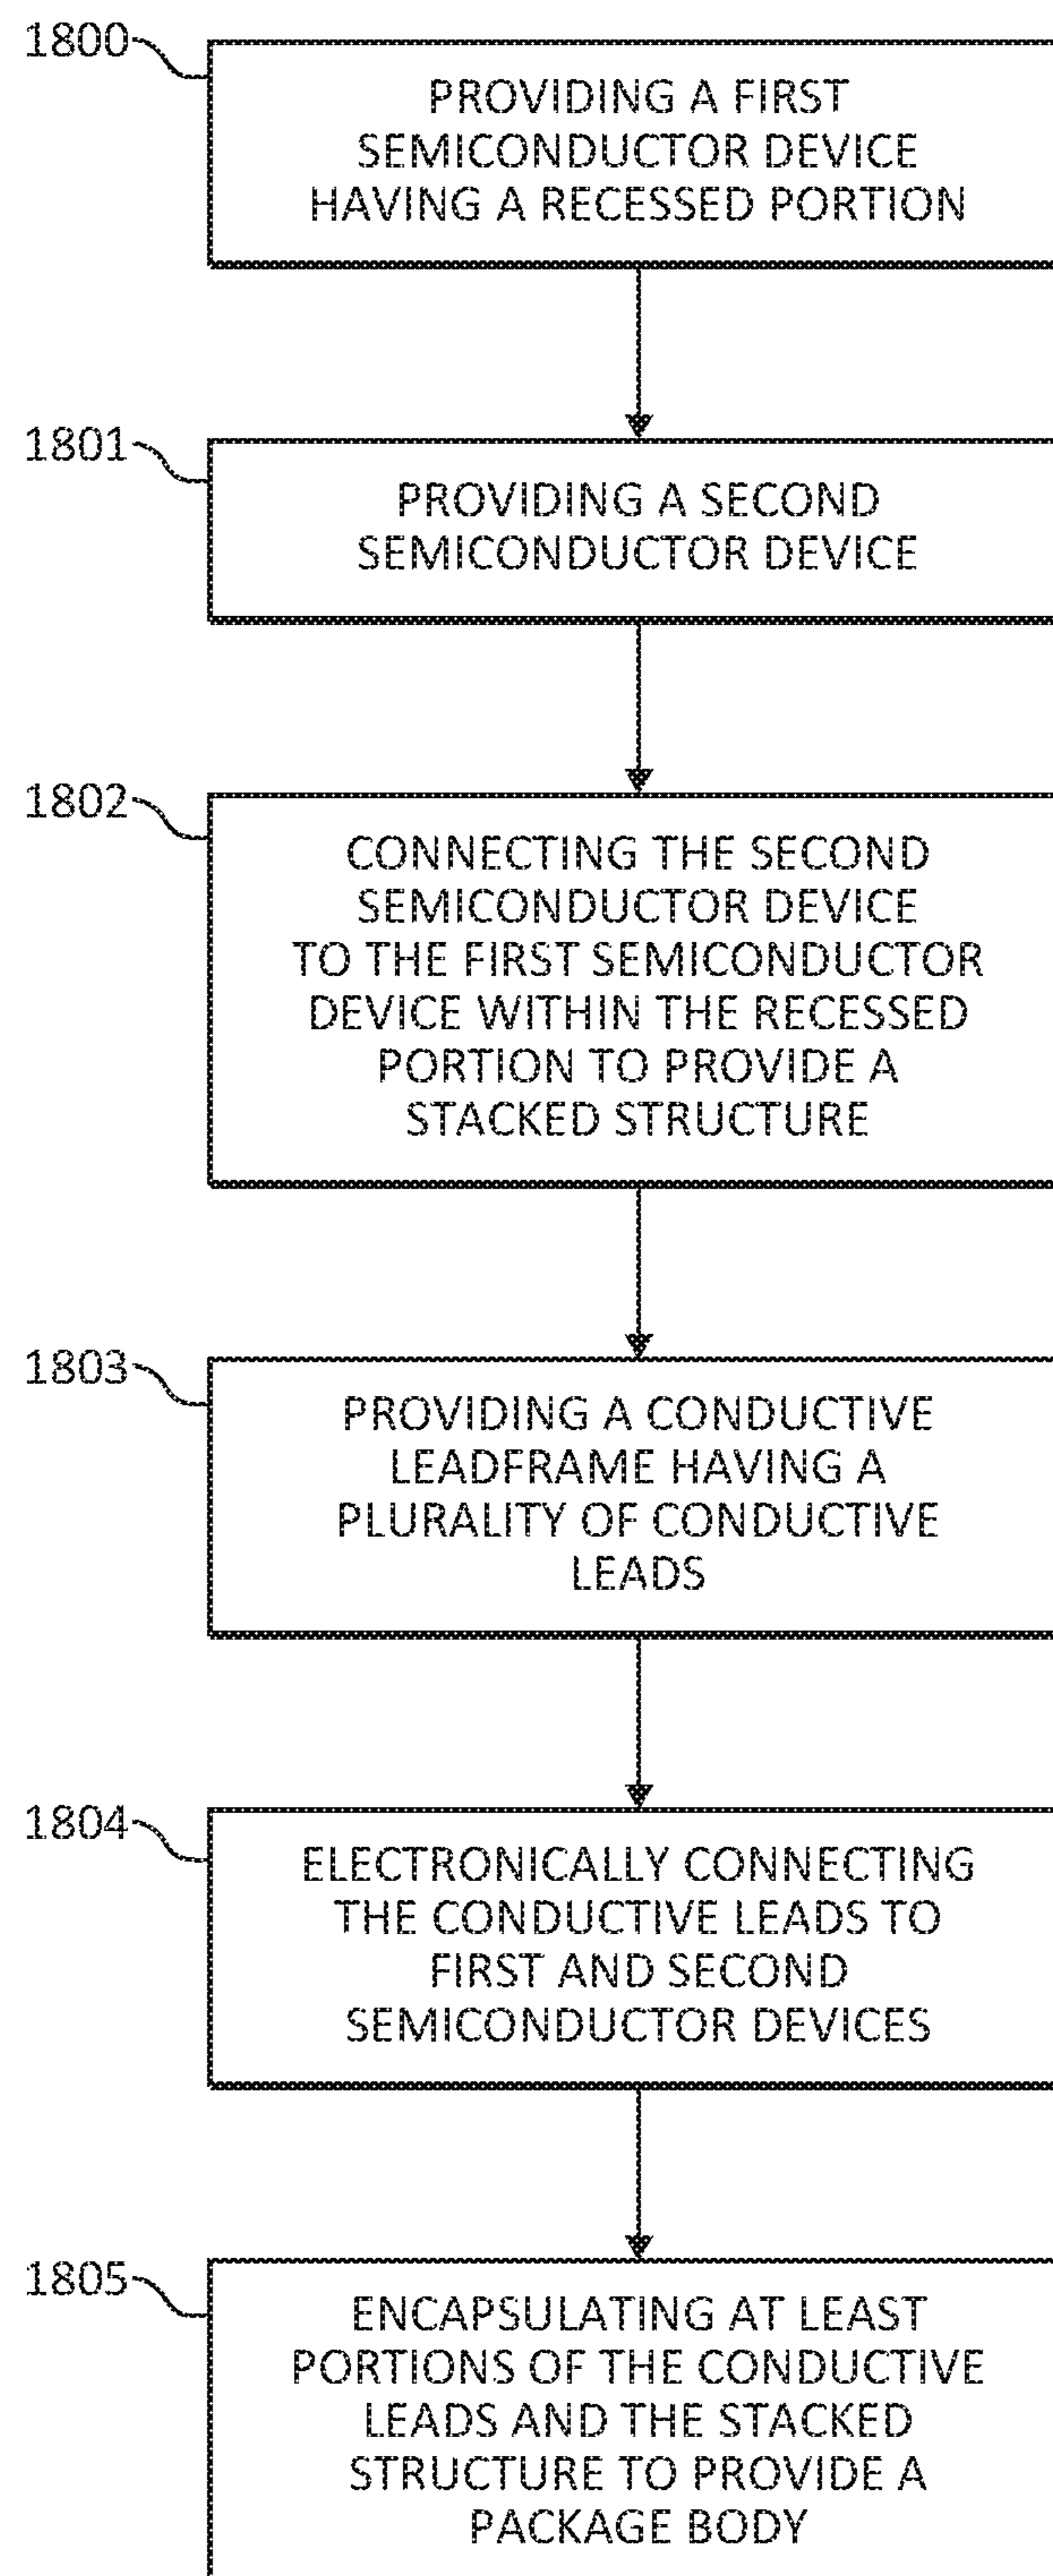 1800
PROVIDING A FIRST
SEMICONDUCTOR DEVICE
HAVING A RECESSED PORTION
1801
PROVIDING A SECOND
SEMICONDUCTOR DEVICE
1802
CONNECTING THE SECOND
SEMICONDUCTOR DEVICE
TO THE FIRST SEMICONDUCTOR
DEVICE WITHIN THE RECESSED
PORTION TO PROVIDE A
STACKED STRUCTURE
1803
PROVIDING A CONDUCTIVE
LEADFRAME HAVING A
PLURALITY OF CONDUCTIVE
LEADS
1804
ELECTRONICALLY CONNECTING
THE CONDUCTIVE LEADS TO
FIRST AND SECOND
SEMICONDUCTOR DEVICES
1805
ENCAPSULATING AT LEAST
PORTIONS OF THE CONDUCTIVE
LEADS AND THE STACKED
STRUCTURE TO PROVIDE A
PACKAGE BODY